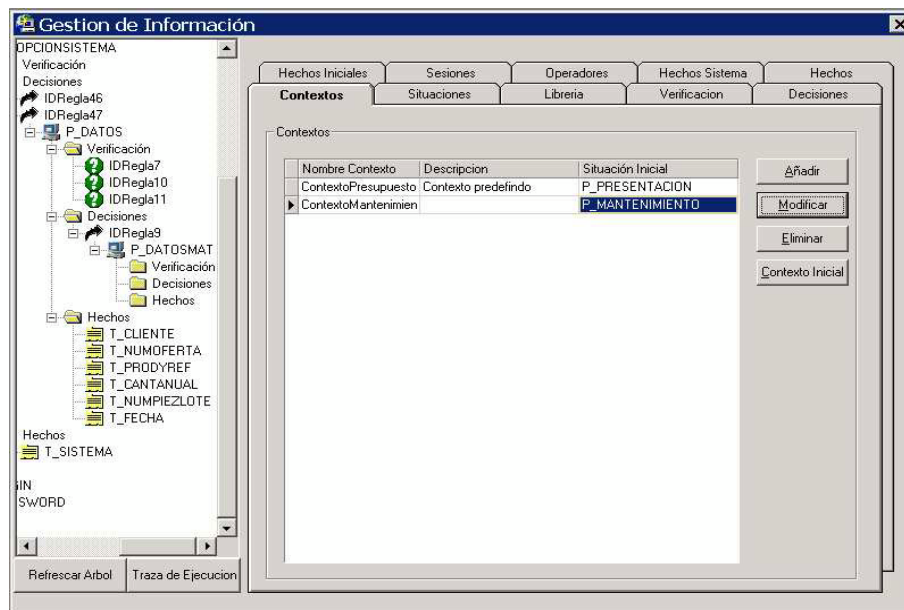 Gestion de Información
OPCIONSISTEMA
Verificación
Decisiones
IDRegla46
IDRegla47
P_DATOS
Verificación
IDRegla7
IDRegla10
IDRegla11
Decisiones
IDRegla9
P_DATOSMAT
Verificación
Decisiones
Hechos
Hechos
T_CLIENTE
T_NUMOFERTA
T_PRODYREF
T_CANTANUAL
T_NUMPIEZLOTE
T_FECHA
Hechos
T_SISTEMA
SWORD
Refrescar Arbol Traza de Ejecucion
Hechos Iniciales Sesiones Operadores Hechos Sistema Hechos
Contextos Situaciones Libreria Verificacion Decisiones
Contextos
Nombre Contexto Descripcion Situación Inicial
ContextoPresupuesto Contexto predefindo P_PRESENTACION
ContextoMantenimien P_MANTENIMIENTO
Añadir
Modificar
Eliminar
Contexto Inicial